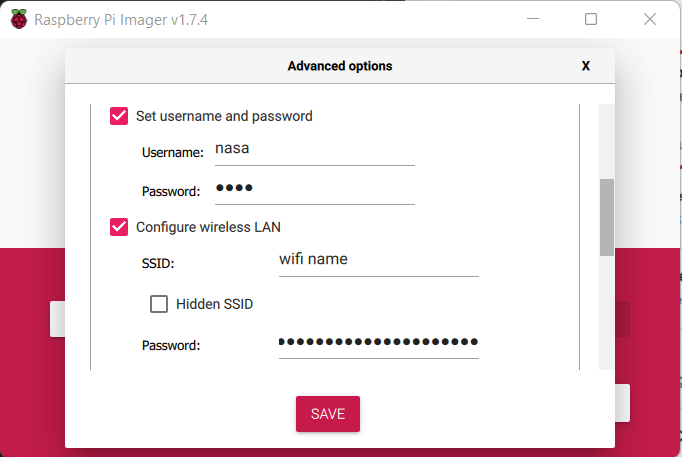 Raspberry Pi Imager v1.7.4
Advanced options X
Set username and password
Username: nasa
Password: ●●●●
Configure wireless LAN
SSID: wifi name
Hidden SSID
Password: ●●●●●●●●●●●●●●●●●●●●●●
SAVE